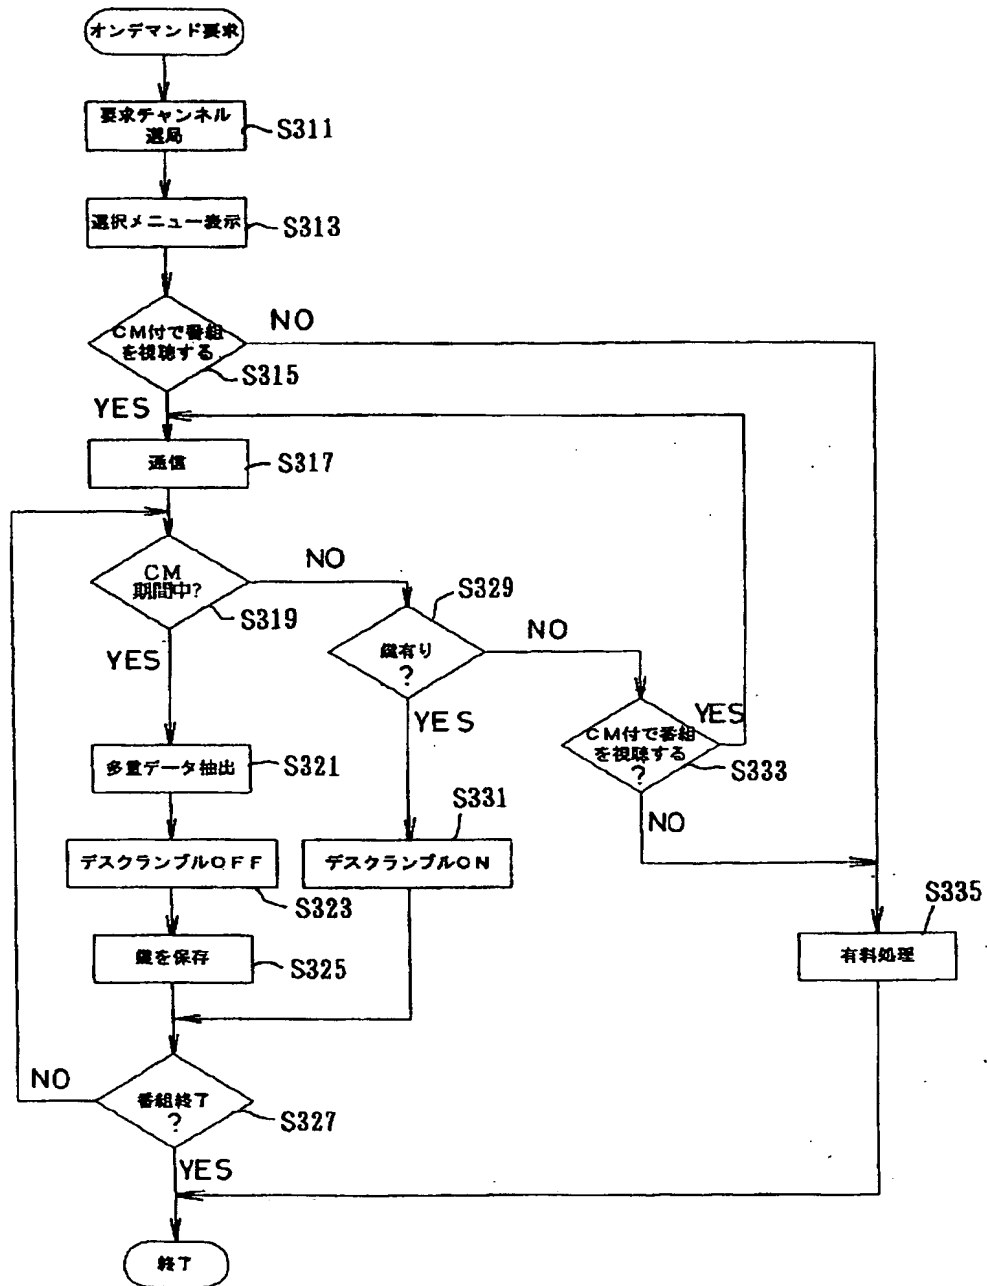 オンデマンド要求
要求チャンネル
選局
S311
選択メニュー表示
S313
CM付で番組
を視聴する
NO
S315
YES
通信
S317
CM
期間中?
NO
S319
YES
鍵有り
?
S329
NO
YES
CM付で番組
を視聴する
?
YES
S333
NO
多重データ抽出
S321
デスクランブルOFF
S323
デスクランブルON
S331
鍵を保存
S325
有料処理
S335
番組終了
?
NO
S327
YES
終了